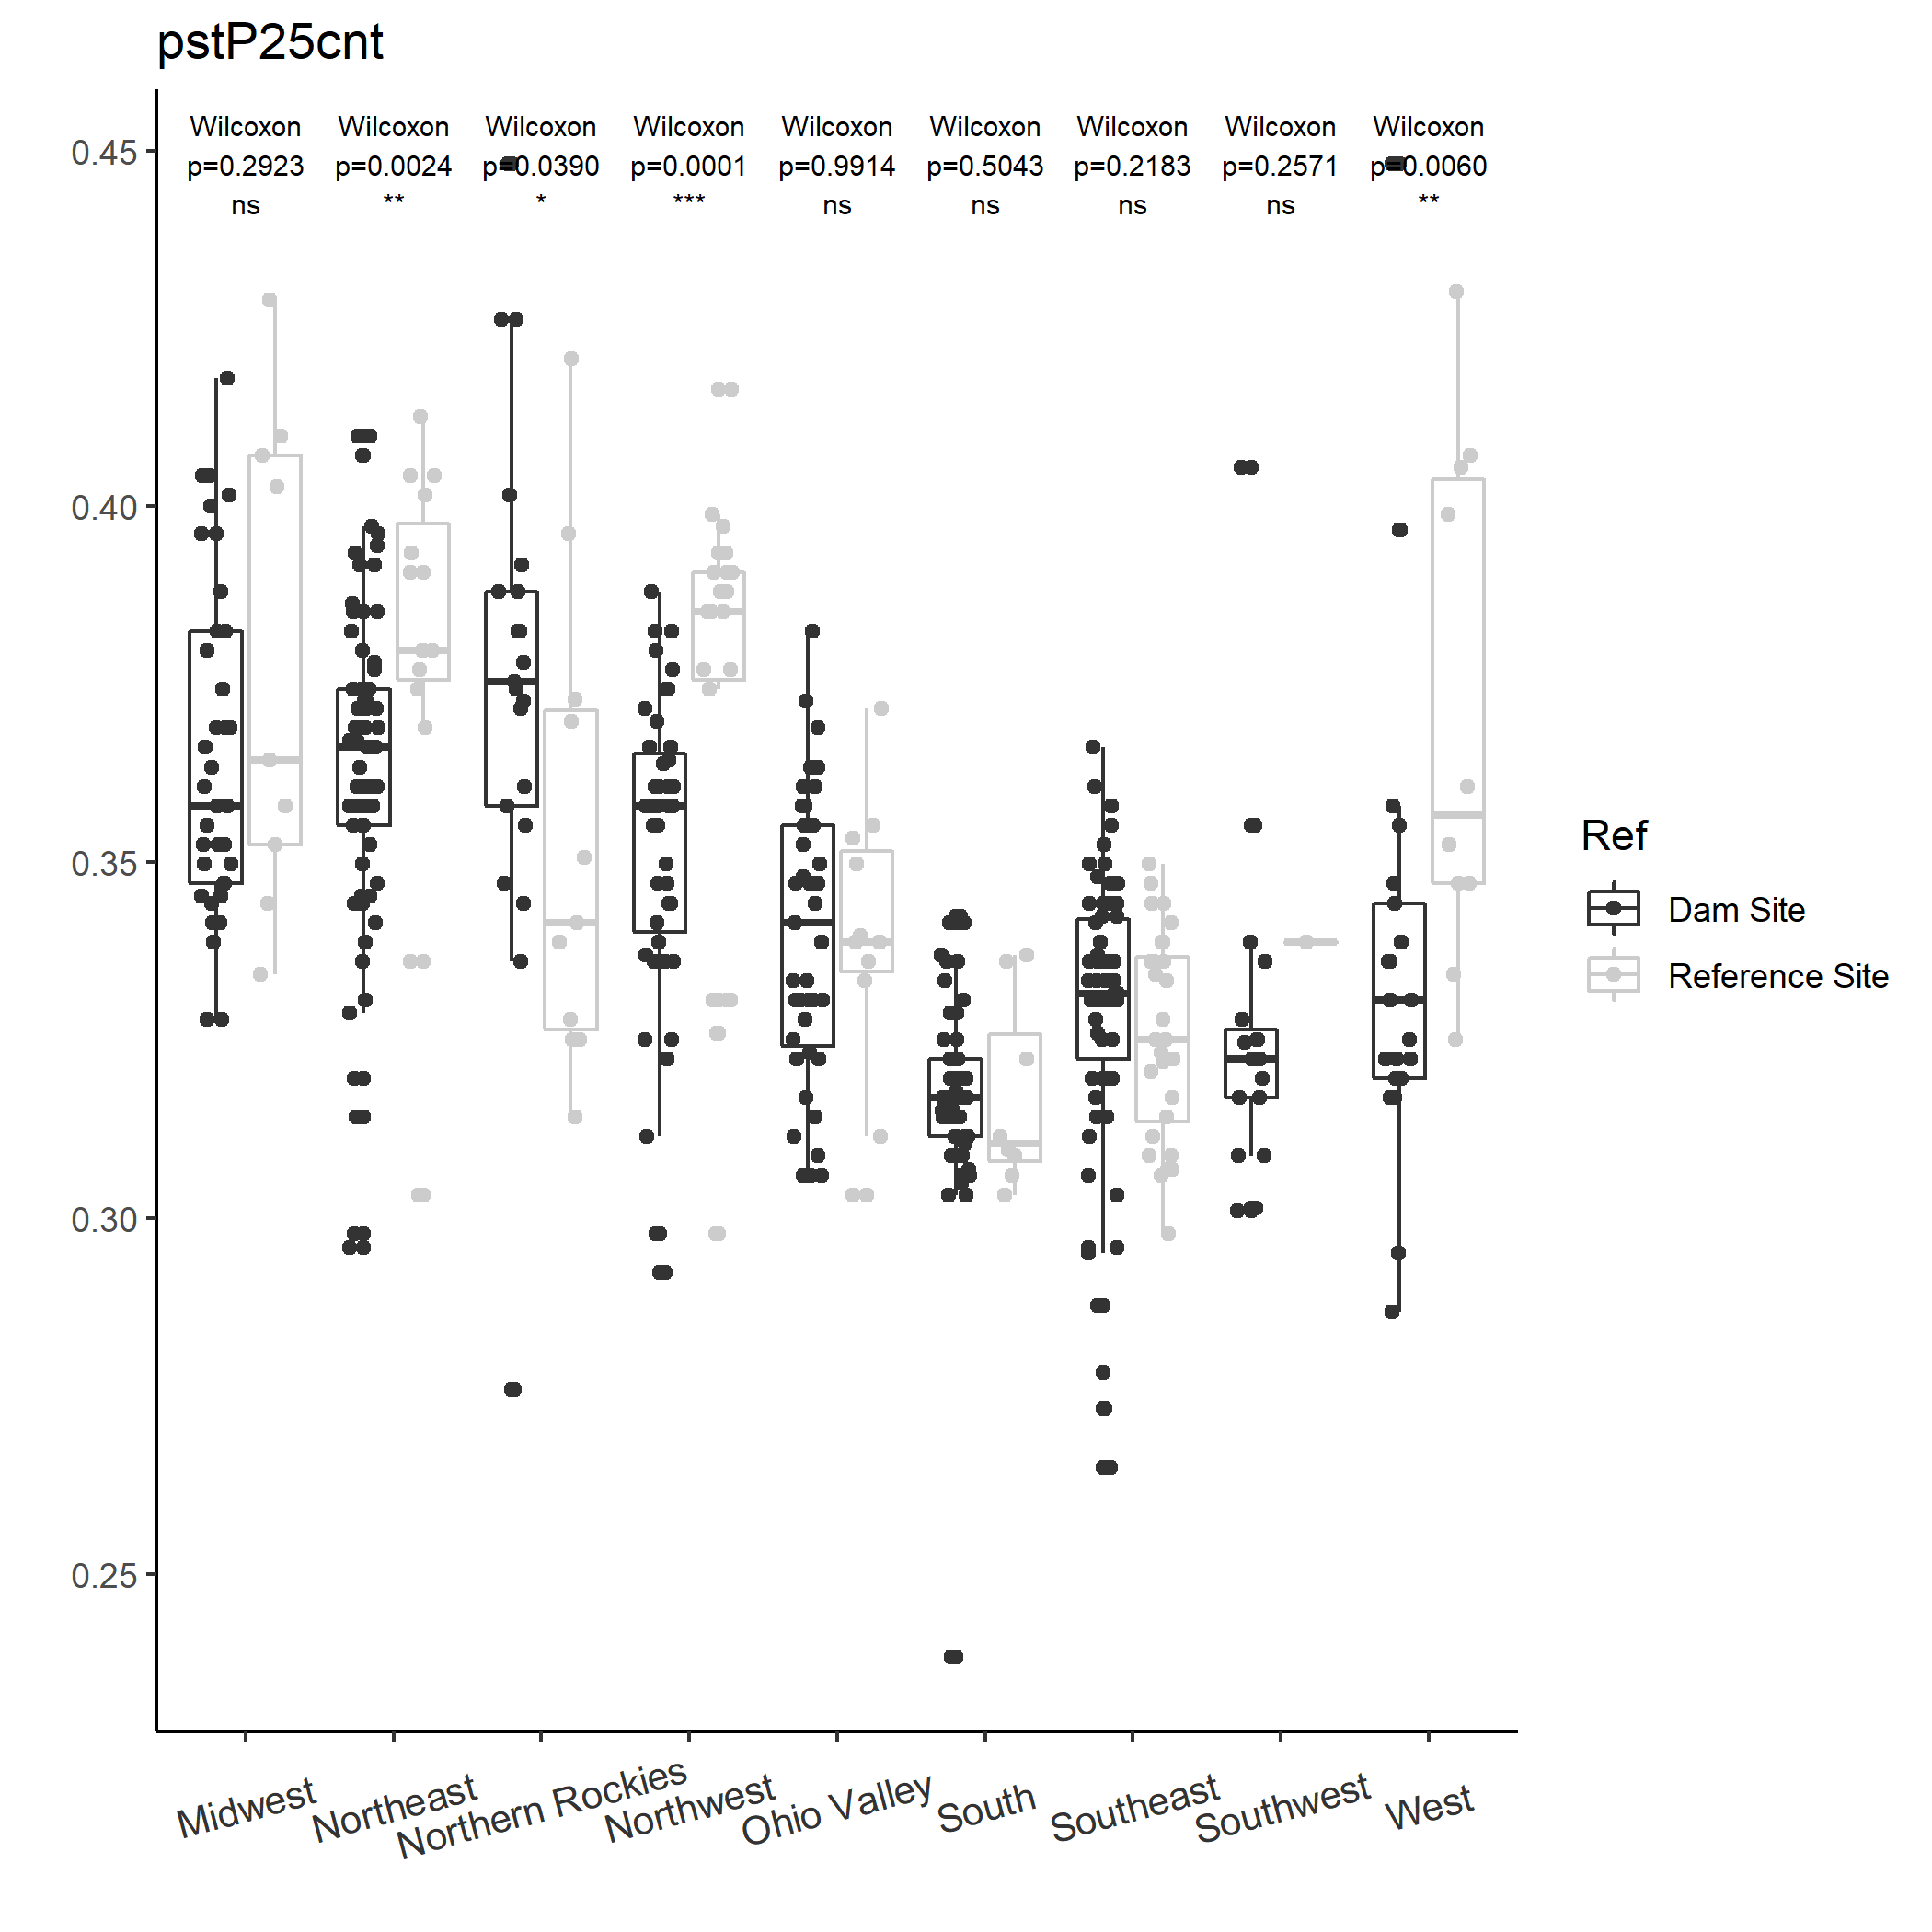 pstP25cnt
Wilcoxon Wilcoxon Wilcoxon Wilcoxon Wilcoxon Wilcoxon Wilcoxon Wilcoxon Wilcoxon
p=0.2923 p=0.0024 p=0.0390 p=0.0001 p=0.9914 p=0.5043 p=0.2183 p=0.2571 p=0.0060
ns ** * *** ns ns ns ns **
0.45
0.40
0.35
0.30
0.25
Ref
Dam Site
Reference Site
Midwest
Northeast
Northern Rockies
Northwest
Ohio Valley
South
Southeast
Southwest
West